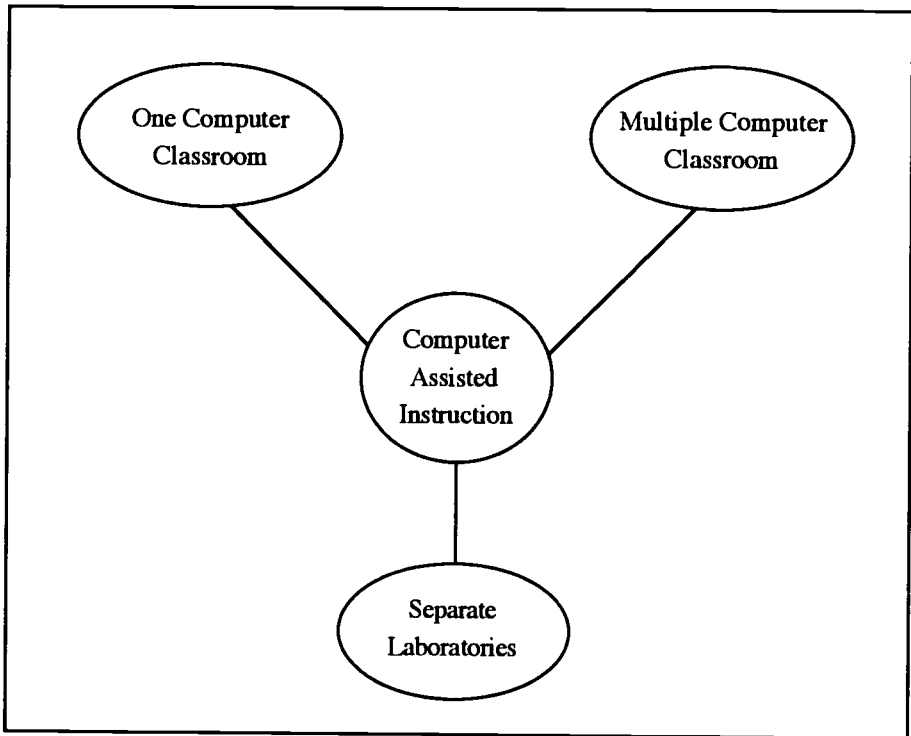 One Computer
Classroom
Multiple Computer
Classroom
Computer
Assisted
Instruction
Separate
Laboratories